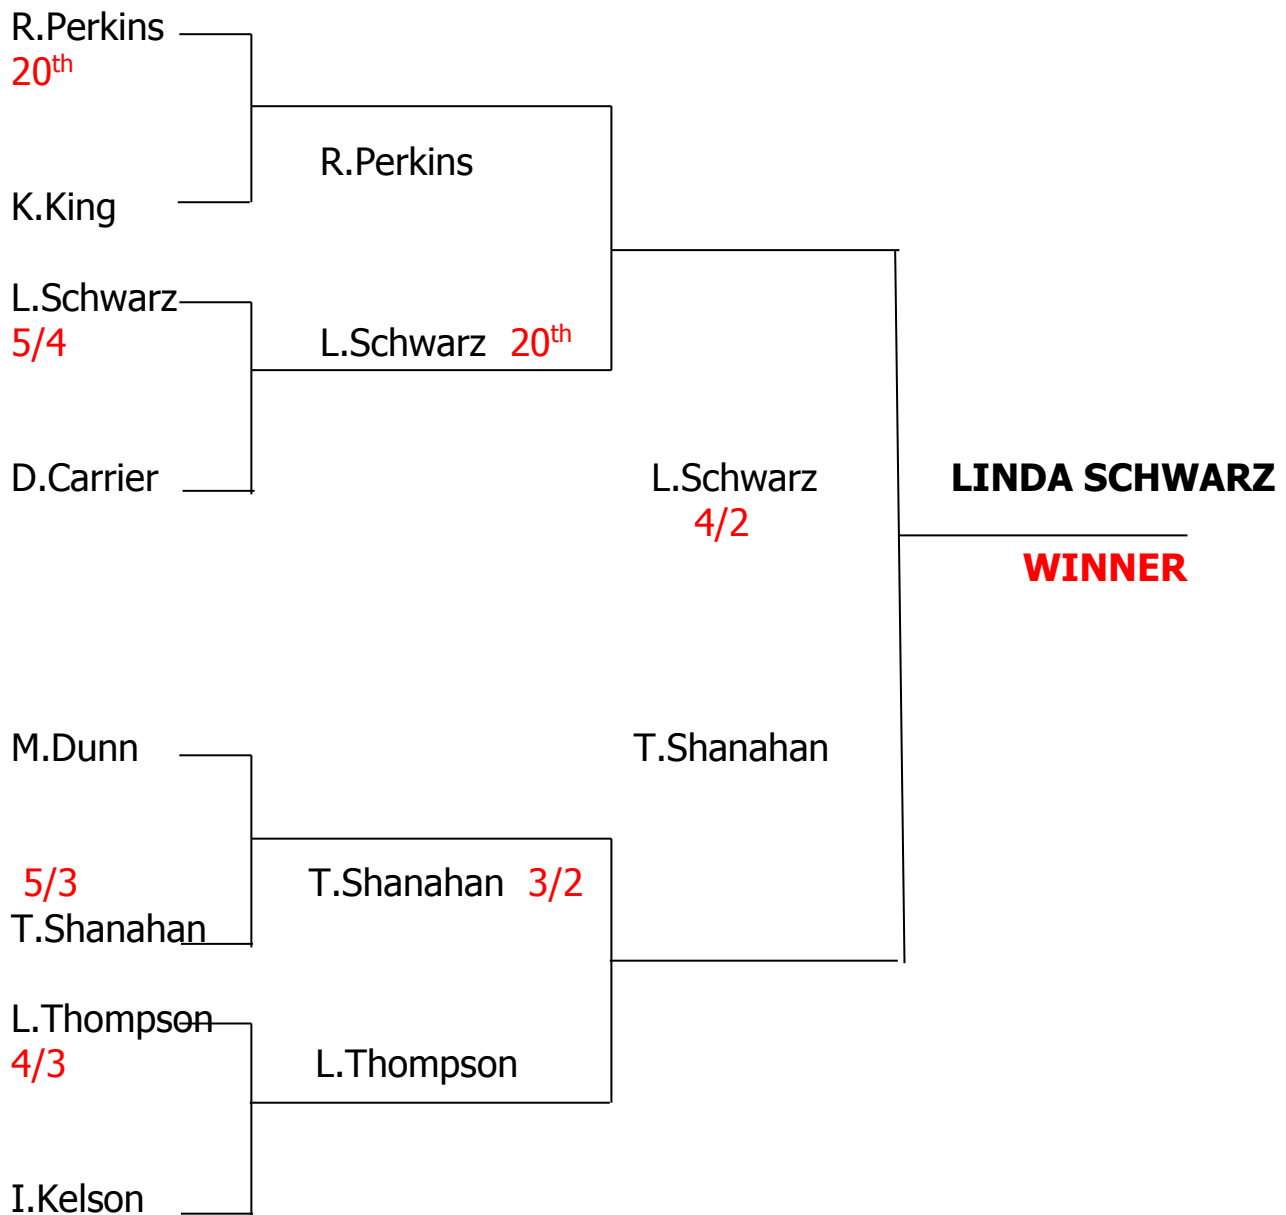 R.Perkins
20th
R.Perkins
K.King
L.Schwarz
5/4
L.Schwarz 20th
D.Carrier
L.Schwarz
4/2
LINDA SCHWARZ
WINNER
M.Dunn
T.Shanahan
5/3
T.Shanahan 3/2
T.Shanahan
L.Thompson
4/3
L.Thompson
I.Kelson